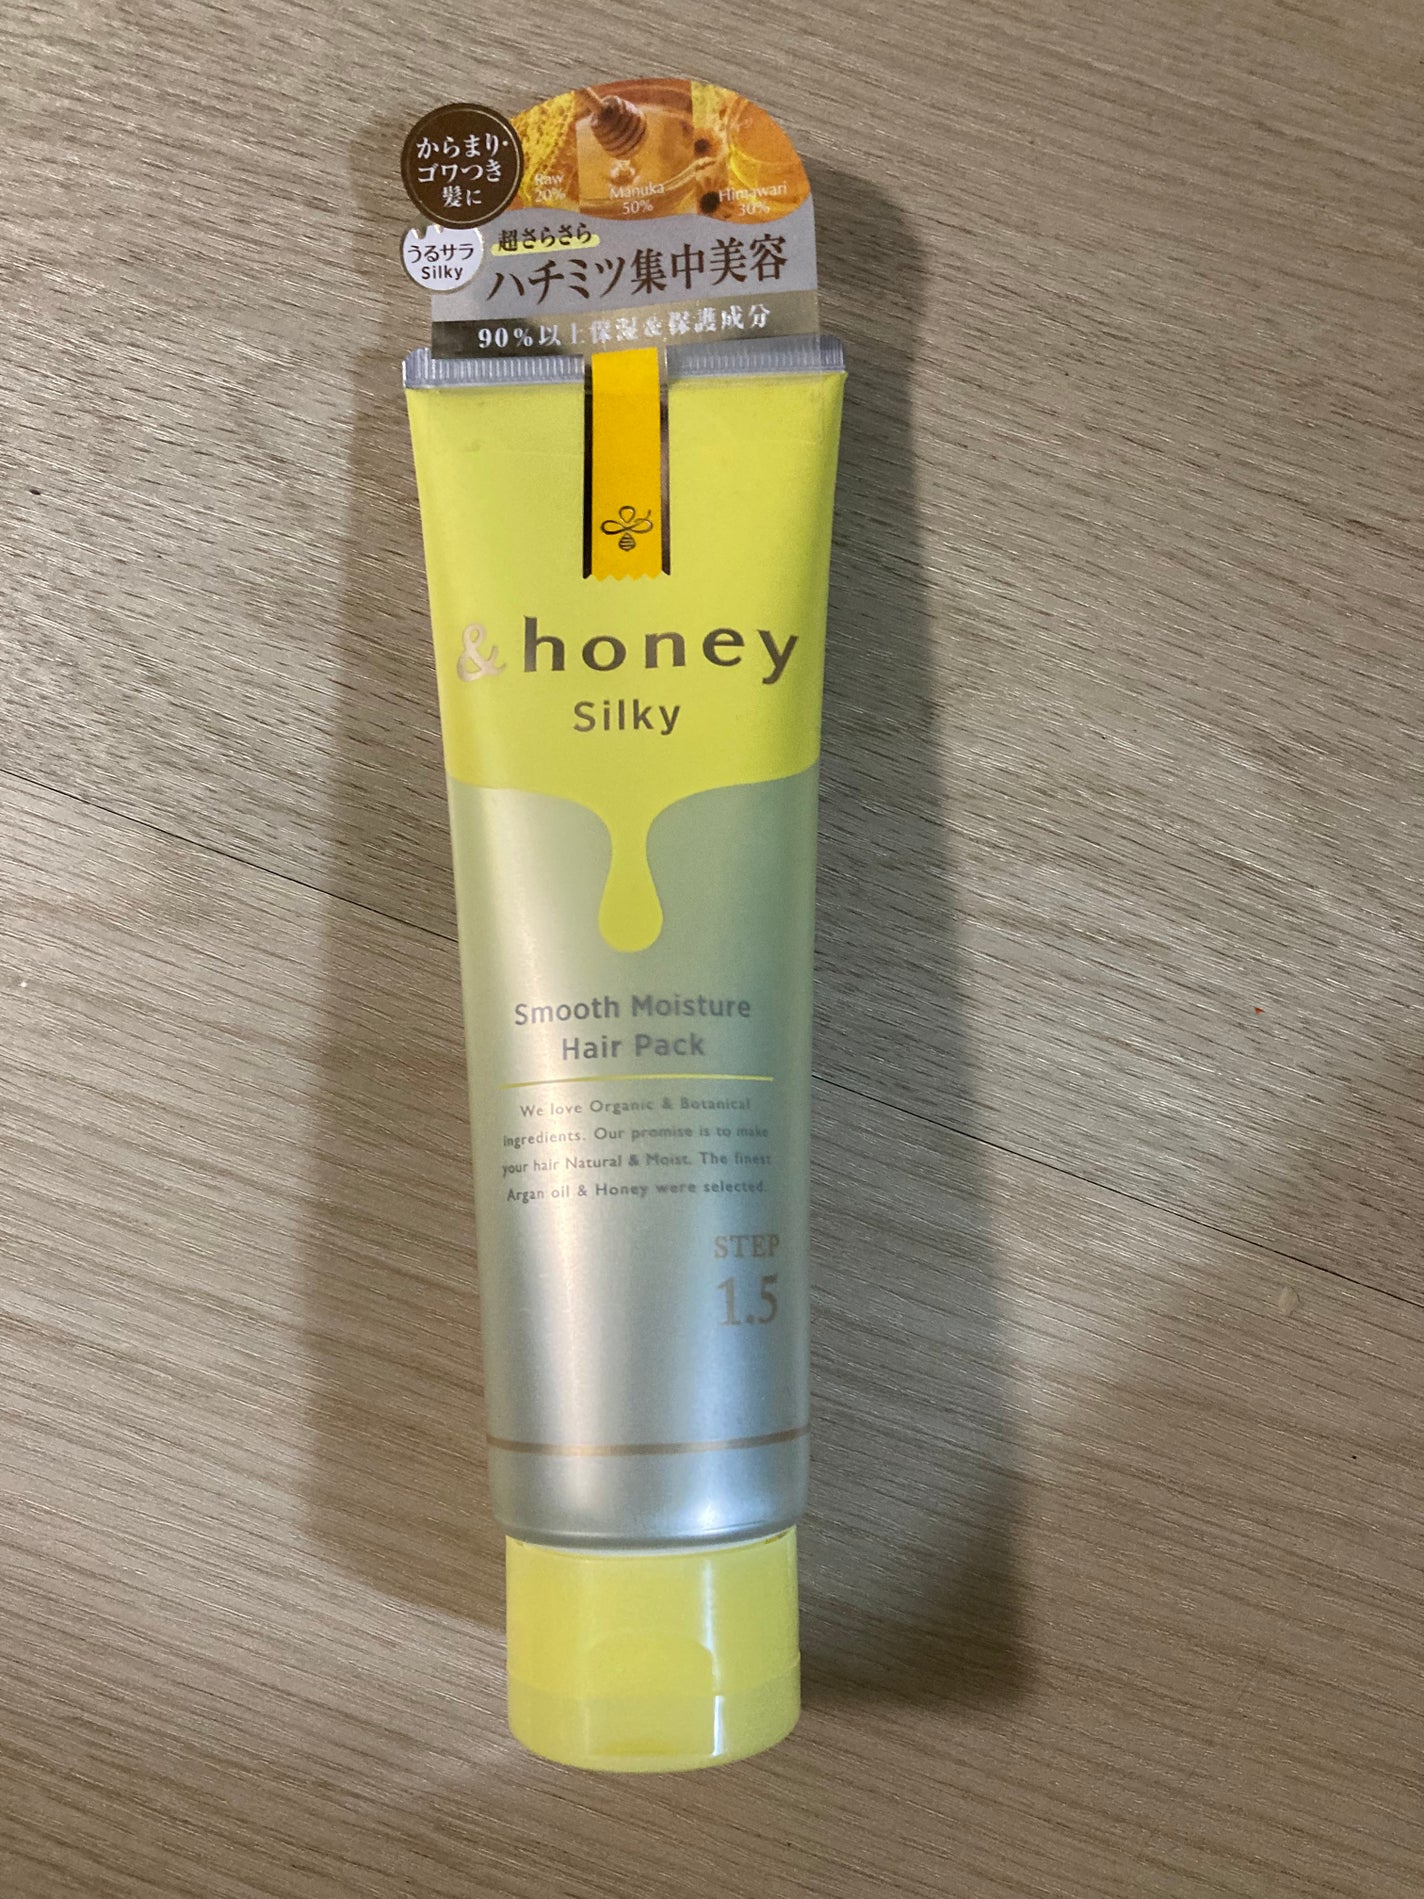 からまり・
ゴワつき
髪に
Raw
20%
Manuka
50%
Himawari
30%
うるサラ
Silky
超さらさら
ハチミツ集中美容
90%以上保湿&保護成分
& honey
Silky
Smooth Moisture
Hair Pack
We love Organic & Botanical
ingredients. Our promise is to make
your hair Natural & Moist. The finest
Argan oil & Honey were selected.
STEP
1.5